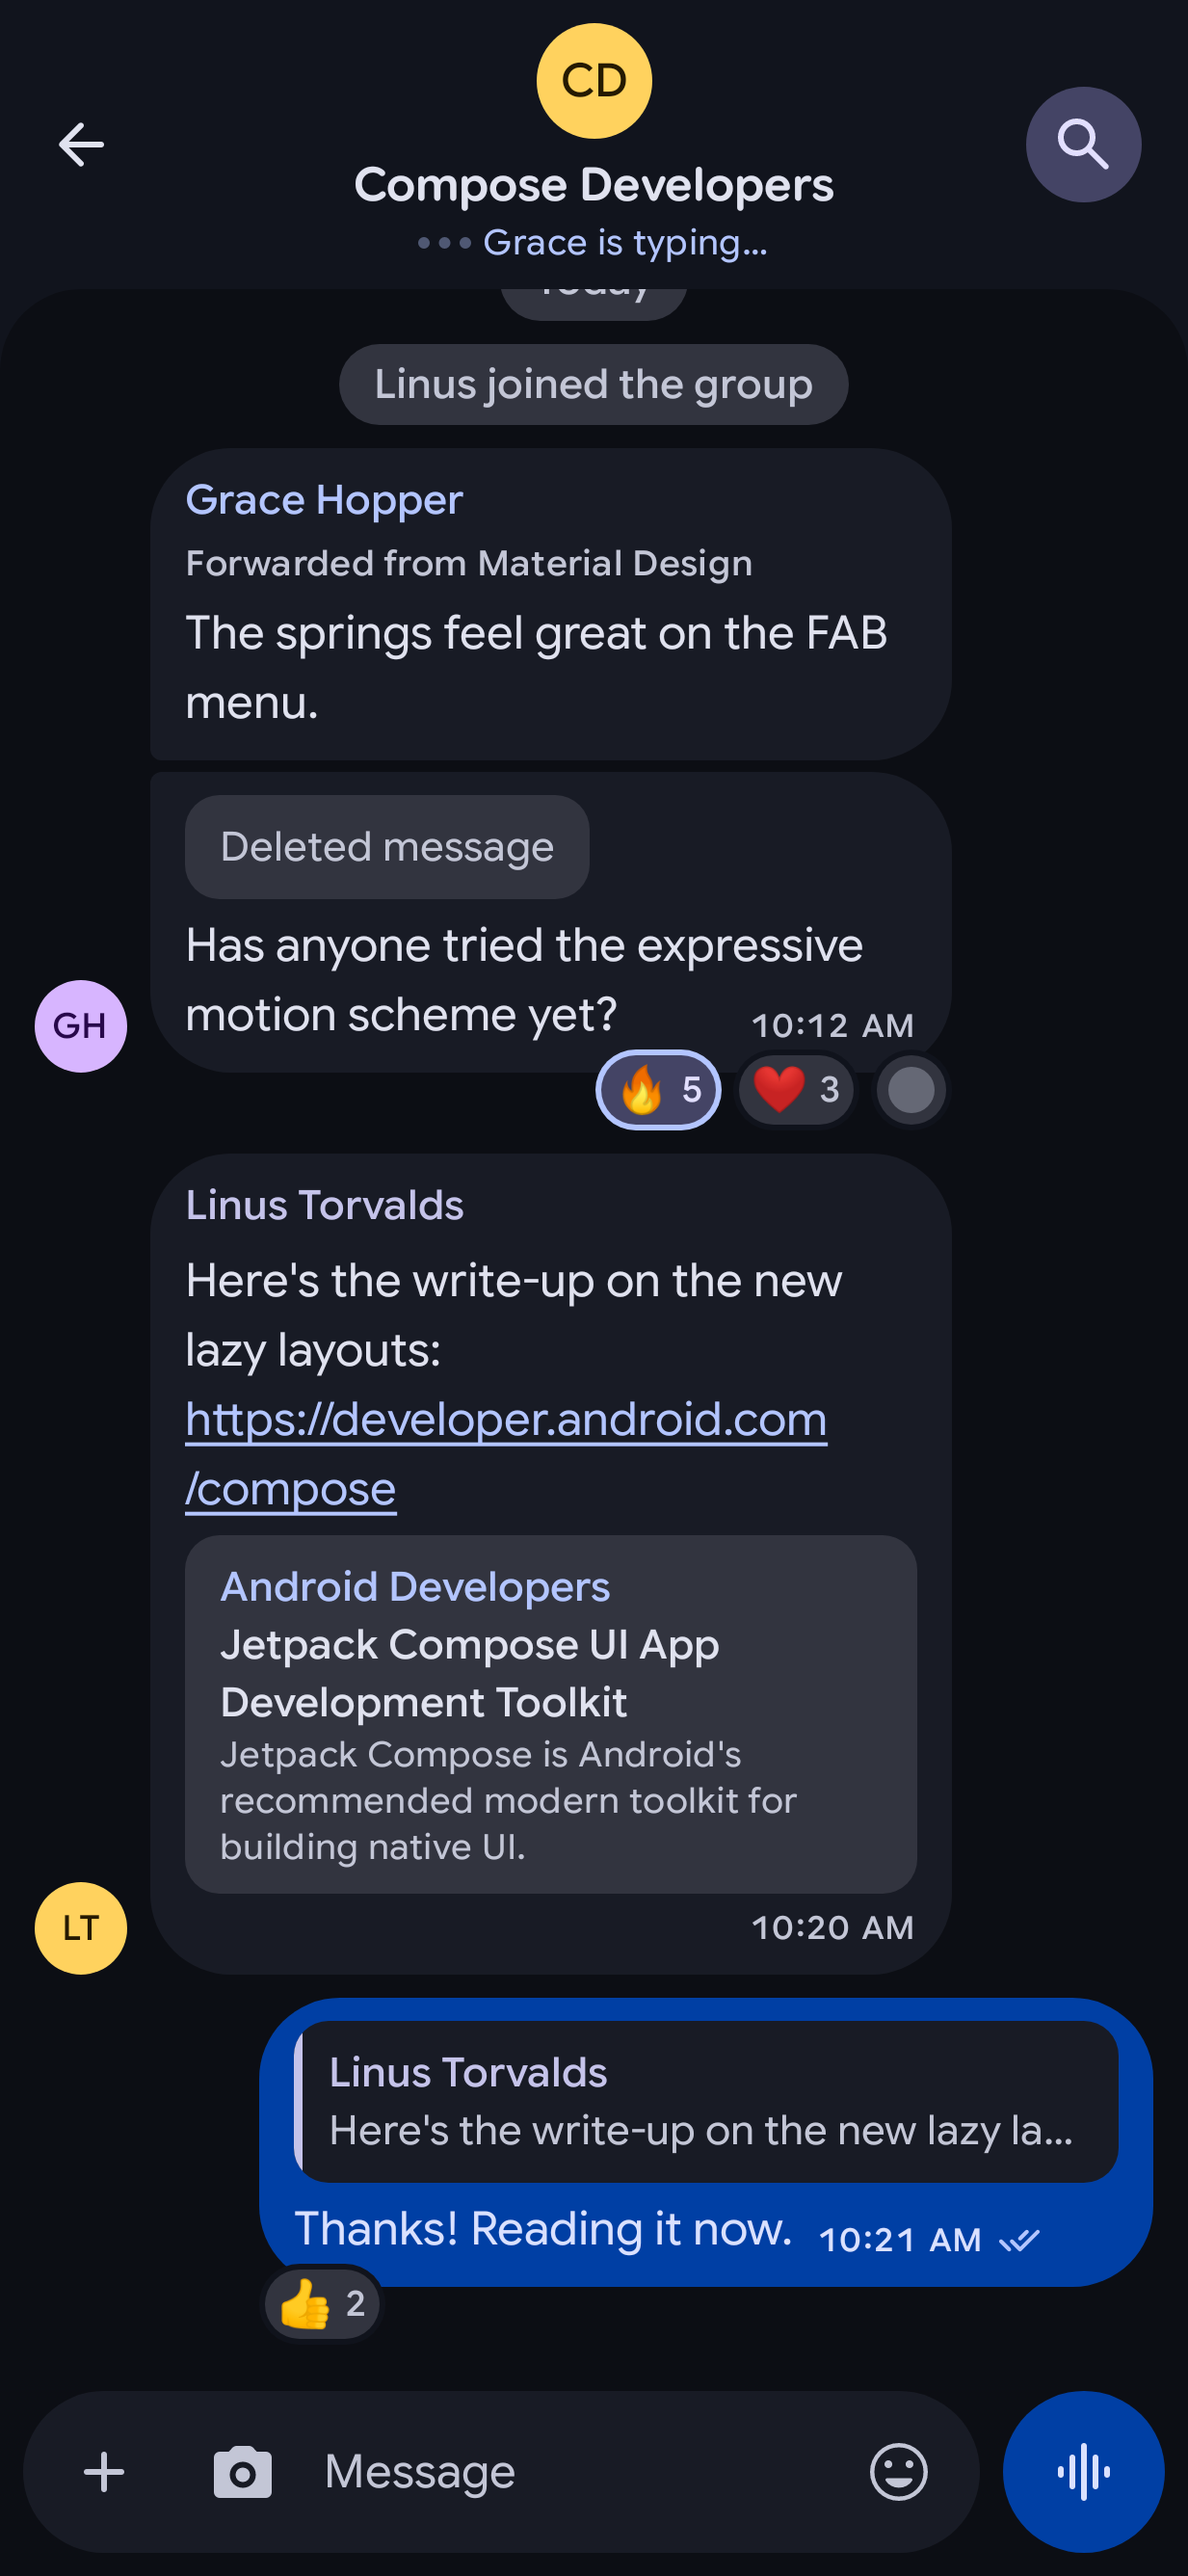 CD
Compose Developers
Grace is typing...
Today
Linus joined the group
Grace Hopper
Forwarded from Material Design
The springs feel great on the FAB
menu.
Deleted message
Has anyone tried the expressive
motion scheme yet?
10:12 AM
GH
🔥 5
❤️ 3
Linus Torvalds
Here's the write-up on the new
lazy layouts:
https://developer.android.com
/compose
Android Developers
Jetpack Compose UI App
Development Toolkit
Jetpack Compose is Android's
recommended modern toolkit for
building native UI.
LT
10:20 AM
Linus Torvalds
Here's the write-up on the new lazy la...
Thanks! Reading it now.
10:21 AM
👍 2
Message